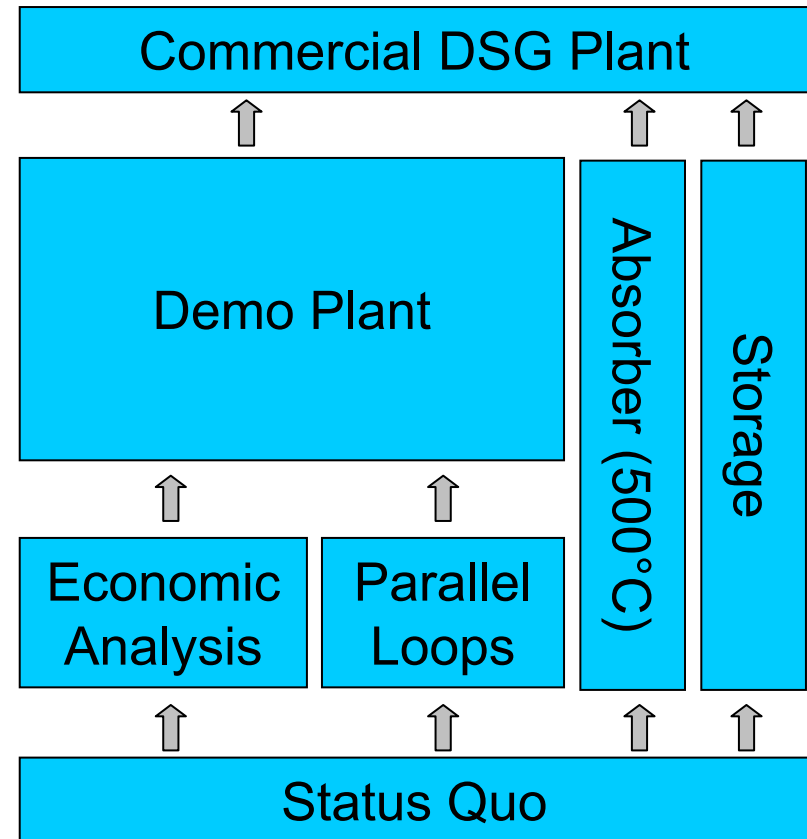 Commercial DSG Plant
Demo Plant
Absorber (500°C)
Storage
Economic
Analysis
Parallel
Loops
Status Quo